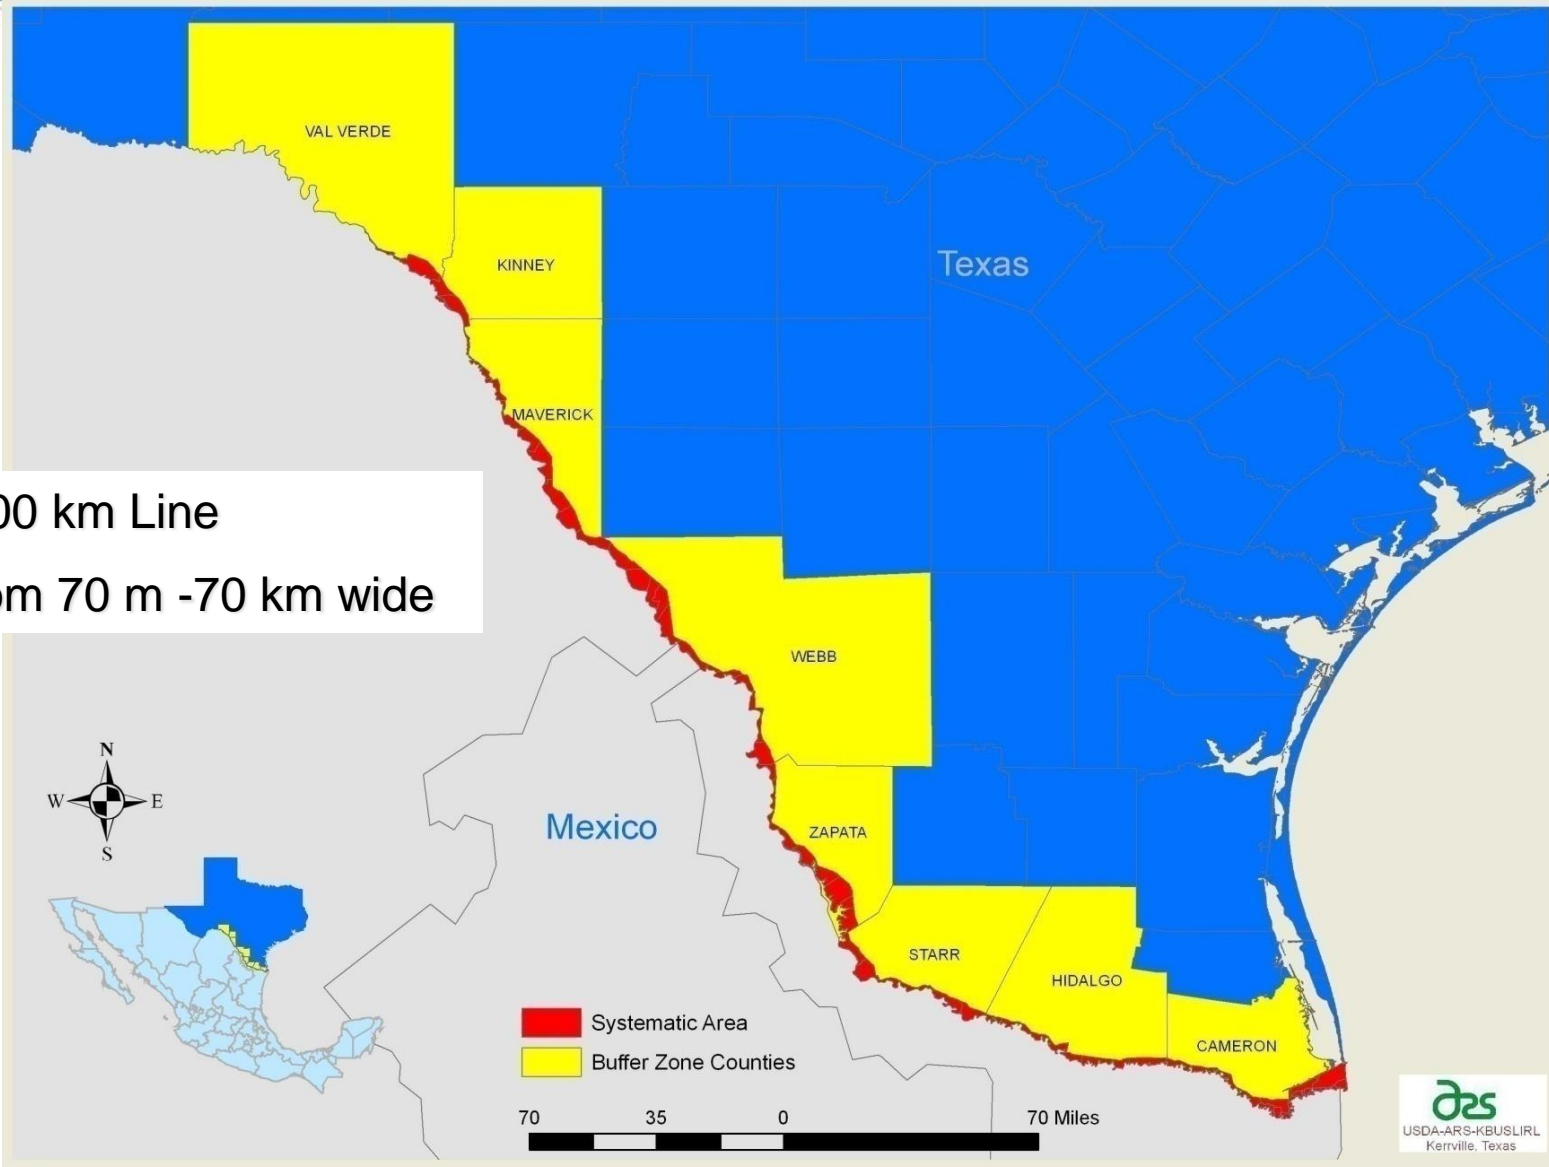 VAL VERDE
KINNEY
Texas
MAVERICK
00 km Line
70 m -70 km wide
WEBB
N
W E
S
Mexico
ZAPATA
STARR
HIDALGO
CAMERON
Systematic Area
Buffer Zone Counties
70 35 0 70 Miles
ars
USDA-ARS-KBUSLIRL
Kerrville, Texas